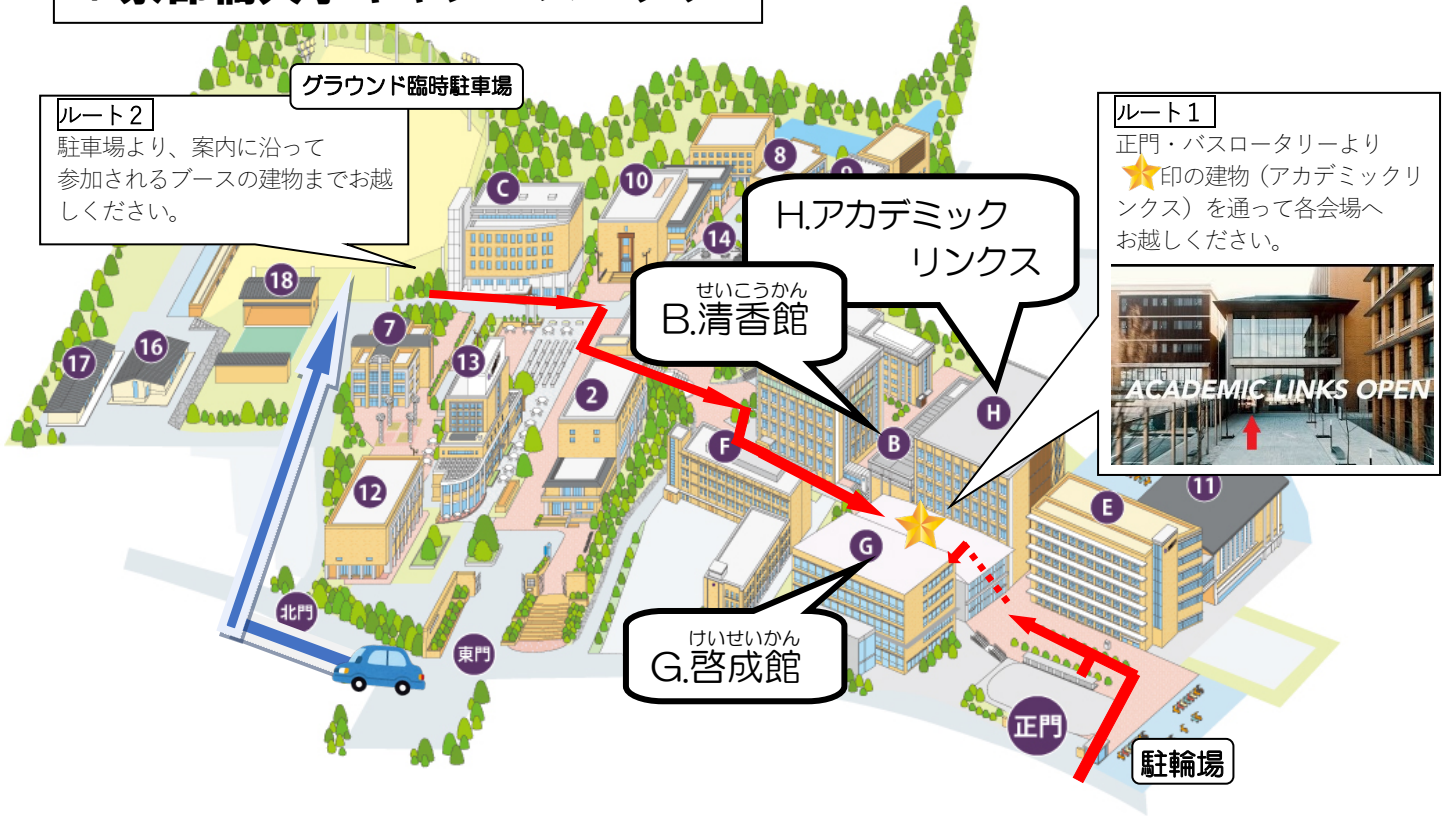 グラウンド臨時駐車場
ルート2
駐車場より、案内に沿って
参加されるブースの建物までお越
しください。
ルート1
正門・バスロータリーより
印の建物（アカデミックリ
ンクス）を通って各会場へ
お越しください。
ACADEMIC LINKS OPEN
H.アカデミック
リンクス
せいこうかん
B.清香館
けいせいかん
G.啓成館
C
10
8
9
14
18
7
13
17
16
2
12
F
B
H
E
11
G
北門
東門
正門
駐輪場